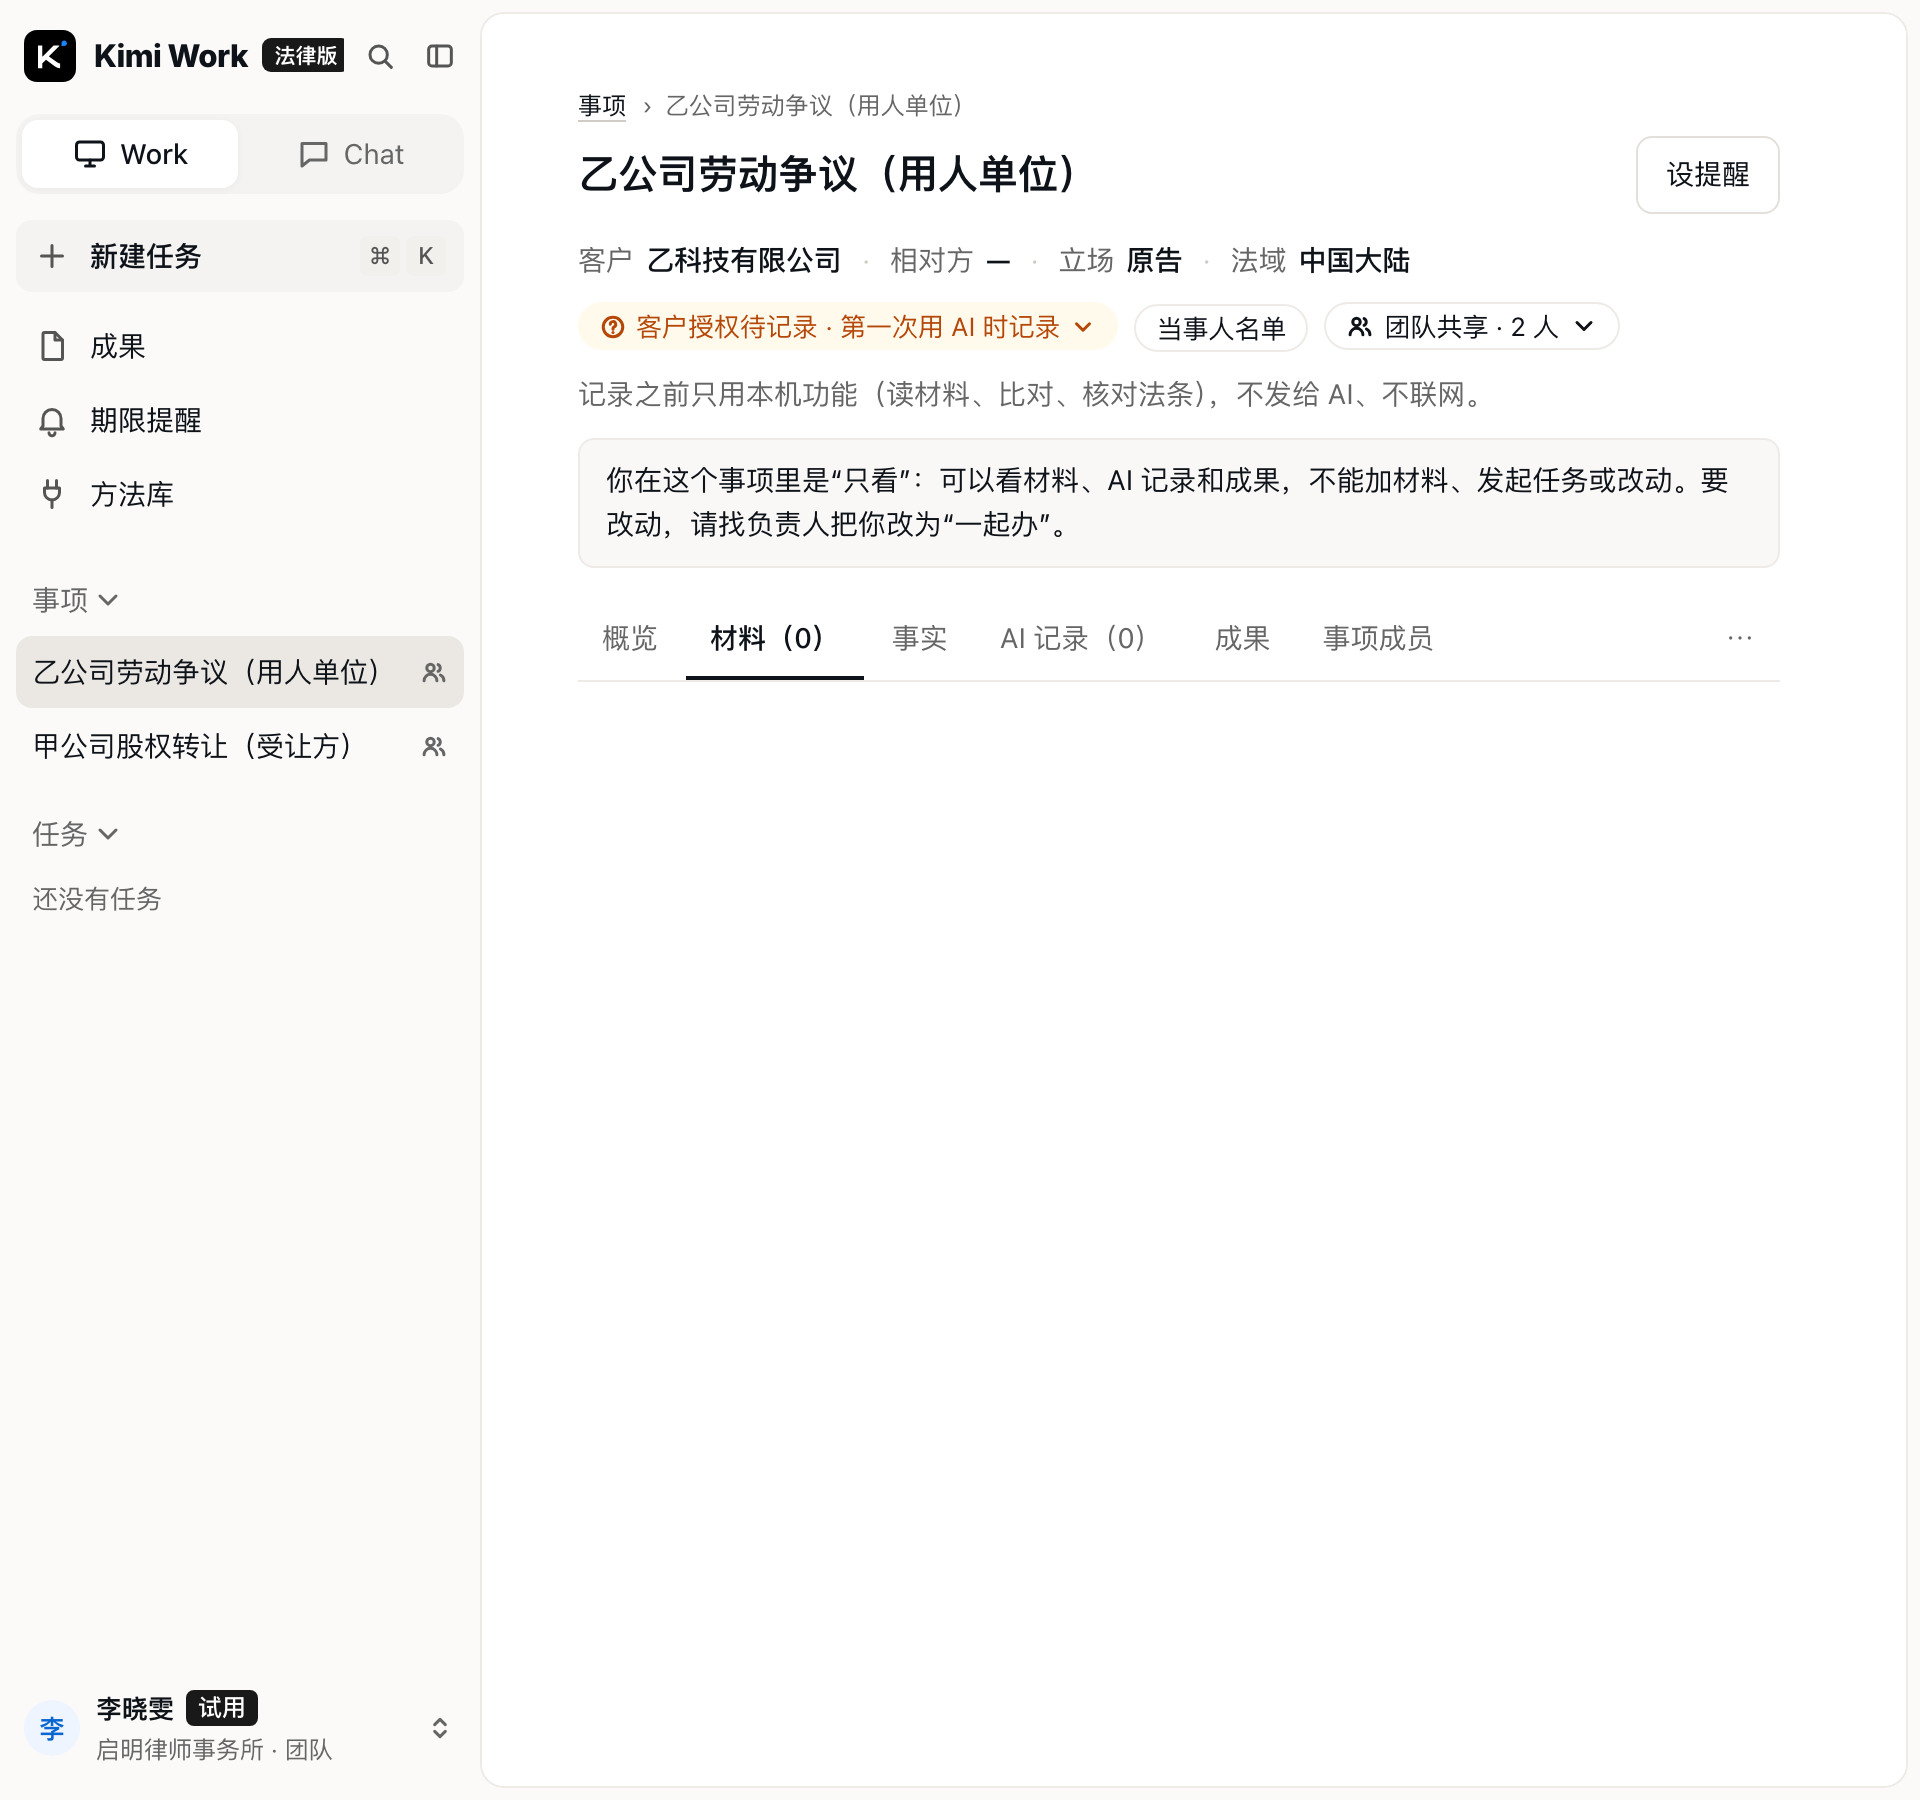 Kimi Work 法律版
Work
Chat
新建任务 ⌘ K
成果
期限提醒
方法库
事项
乙公司劳动争议（用人单位）
甲公司股权转让（受让方）
任务
还没有任务
李晓雯 试用
启明律师事务所 · 团队
李
事项 › 乙公司劳动争议（用人单位）
乙公司劳动争议（用人单位）
设提醒
客户 乙科技有限公司 · 相对方 — · 立场 原告 · 法域 中国大陆
客户授权待记录 · 第一次用 AI 时记录
当事人名单
团队共享 · 2 人
记录之前只用本机功能（读材料、比对、核对法条），不发给 AI、不联网。
你在这个事项里是“只看”：可以看材料、AI 记录和成果，不能加材料、发起任务或改动。要
改动，请找负责人把你改为“一起办”。
概览 材料（0） 事实 AI 记录（0） 成果 事项成员 ···